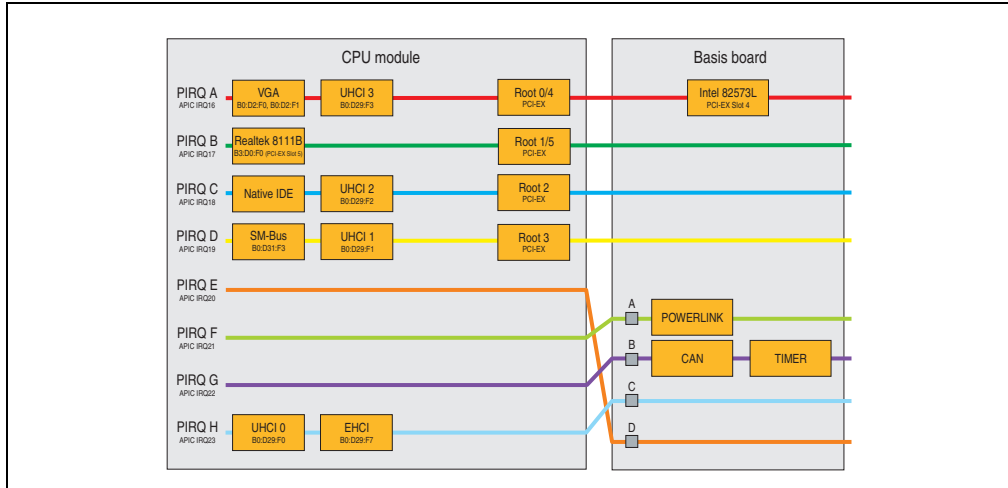 CPU module
Basis board
PIRQ A
APIC IRQ16
VGA
B0:D2:F0, B0:D2:F1
UHCI 3
B0:D29:F3
Root 0/4
PCI-EX
Intel 82573L
PCI-EX Slot 4
PIRQ B
APIC IRQ17
Realtek 8111B
B3:D0:F0 (PCI-EX Slot 5)
Root 1/5
PCI-EX
PIRQ C
APIC IRQ18
Native IDE
UHCI 2
B0:D29:F2
Root 2
PCI-EX
PIRQ D
APIC IRQ19
SM-Bus
B0:D31:F3
UHCI 1
B0:D29:F1
Root 3
PCI-EX
PIRQ E
APIC IRQ20
A
POWERLINK
PIRQ F
APIC IRQ21
B
CAN
TIMER
PIRQ G
APIC IRQ22
C
PIRQ H
APIC IRQ23
UHCI 0
B0:D29:F0
EHCI
B0:D29:F7
D